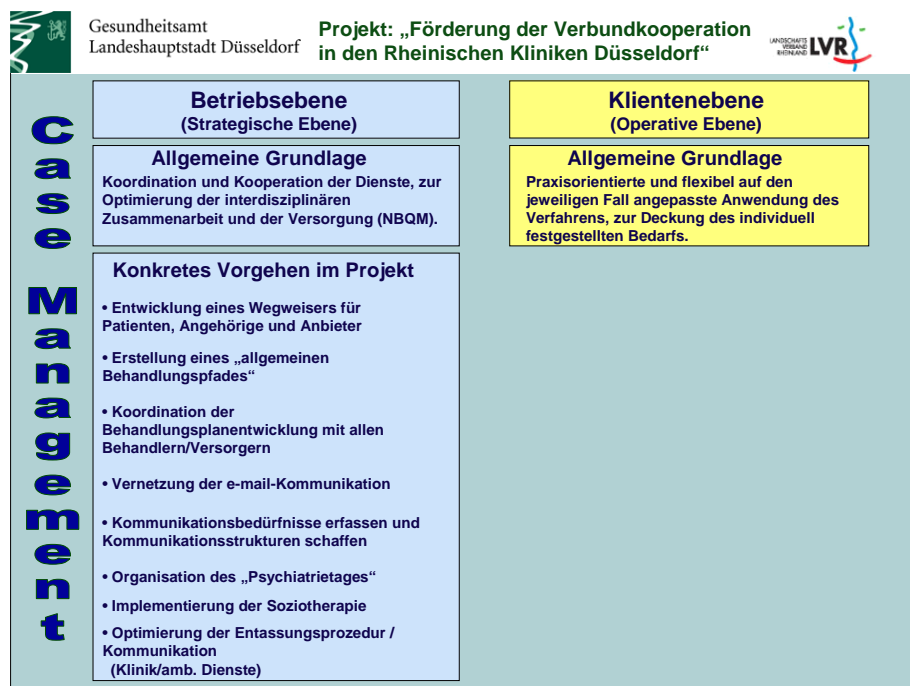 Gesundheitsamt
Landeshauptstadt Düsseldorf
Projekt: „Förderung der Verbundkooperation
in den Rheinischen Kliniken Düsseldorf“
LANDSCHAFTS
VERBAND
RHEINLAND
LVR
Case Management
Betriebsebene
(Strategische Ebene)
Allgemeine Grundlage
Koordination und Kooperation der Dienste, zur
Optimierung der interdisziplinären
Zusammenarbeit und der Versorgung (NBQM).
Konkretes Vorgehen im Projekt
• Entwicklung eines Wegweisers für
Patienten, Angehörige und Anbieter
• Erstellung eines „allgemeinen
Behandlungspfades“
• Koordination der
Behandlungsplanentwicklung mit allen
Behandlern/Versorgern
• Vernetzung der e-mail-Kommunikation
• Kommunikationsbedürfnisse erfassen und
Kommunikationsstrukturen schaffen
• Organisation des „Psychiatrietages“
• Implementierung der Soziotherapie
• Optimierung der Entassungsprozedur /
Kommunikation
(Klinik/amb. Dienste)
Klientenebene
(Operative Ebene)
Allgemeine Grundlage
Praxisorientierte und flexibel auf den
jeweiligen Fall angepasste Anwendung des
Verfahrens, zur Deckung des individuell
festgestellten Bedarfs.